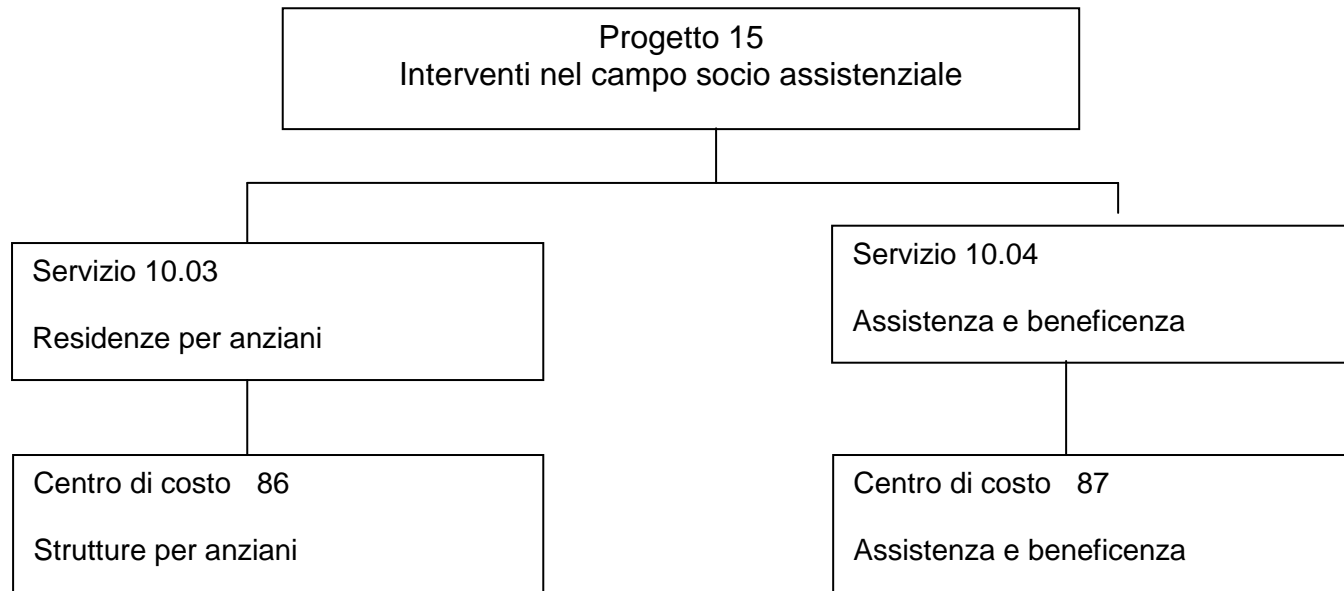 Progetto 15
Interventi nel campo socio assistenziale
Servizio 10.03
Residenze per anziani
Servizio 10.04
Assistenza e beneficenza
Centro di costo 86
Strutture per anziani
Centro di costo 87
Assistenza e beneficenza